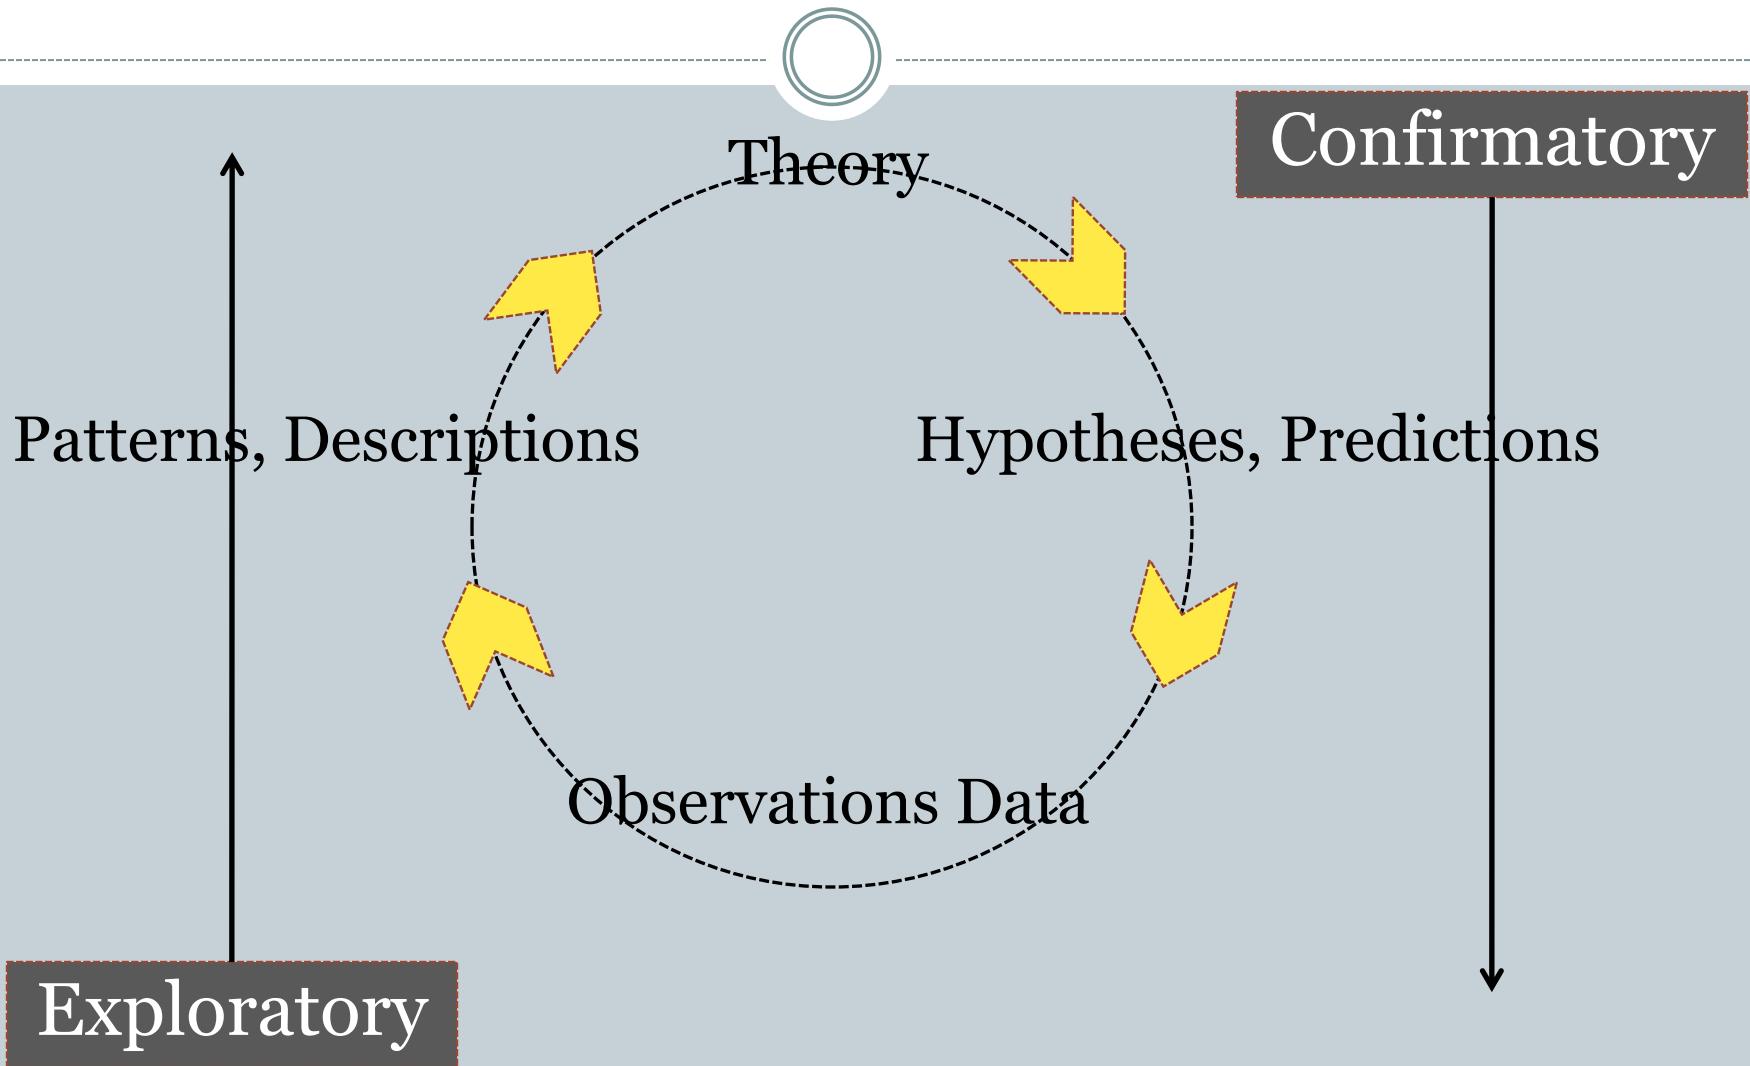 Confirmatory
Theory
Patterns, Descriptions
Hypotheses, Predictions
Observations Data
Exploratory